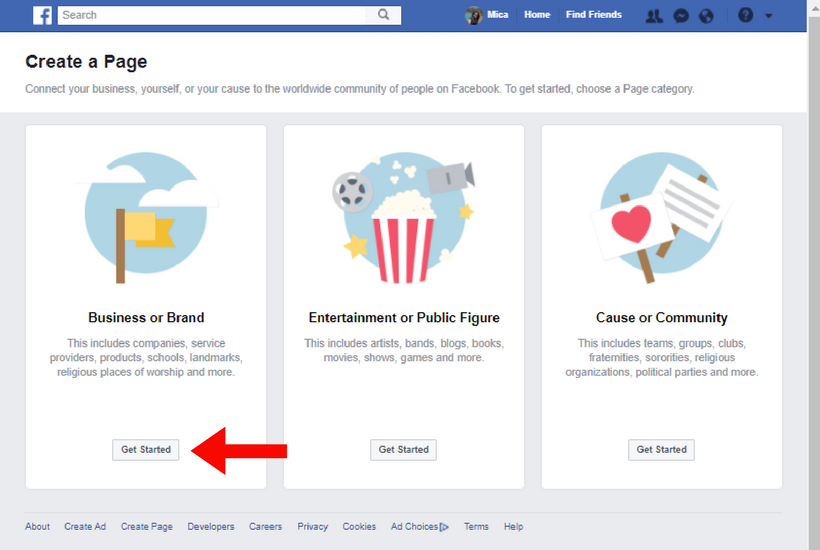 f Search Mica Home Find Friends ?
Create a Page
Connect your business, yourself, or your cause to the worldwide community of people on Facebook. To get started, choose a Page category.
Business or Brand
This includes companies, service
providers, products, schools, landmarks,
religious places of worship and more.
Get Started
Entertainment or Public Figure
This includes artists, bands, blogs, books,
movies, shows, games and more.
Get Started
Cause or Community
This includes teams, groups, clubs,
fraternities, sororities, religious
organizations, political parties and more.
Get Started
About Create Ad Create Page Developers Careers Privacy Cookies Ad Choices Terms Help